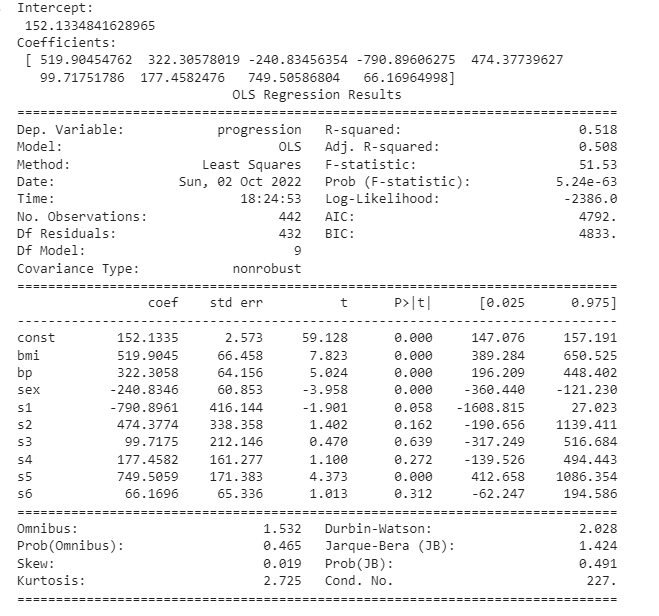 Intercept:
152.1334841628965
Coefficients:
[ 519.90454762 322.30578019 -240.83456354 -790.89606275 474.37739627
99.71751786 177.4582476 749.50586804 66.16964998]
OLS Regression Results
==============================================================================
Dep. Variable: progression R-squared: 0.518
Model: OLS Adj. R-squared: 0.508
Method: Least Squares F-statistic: 51.53
Date: Sun, 02 Oct 2022 Prob (F-statistic): 5.24e-63
Time: 18:24:53 Log-Likelihood: -2386.0
No. Observations: 442 AIC: 4792.
Df Residuals: 432 BIC: 4833.
Df Model: 9
Covariance Type: nonrobust
==============================================================================
coef std err t P>|t| [0.025 0.975]
------------------------------------------------------------------------------
const 152.1335 2.573 59.128 0.000 147.076 157.191
bmi 519.9045 66.458 7.823 0.000 389.284 650.525
bp 322.3058 64.156 5.024 0.000 196.209 448.402
sex -240.8346 60.853 -3.958 0.000 -360.440 -121.230
s1 -790.8961 416.144 -1.901 0.058 -1608.815 27.023
s2 474.3774 338.358 1.402 0.162 -190.656 1139.411
s3 99.7175 212.146 0.470 0.639 -317.249 516.684
s4 177.4582 161.277 1.100 0.272 -139.526 494.443
s5 749.5059 171.383 4.373 0.000 412.658 1086.354
s6 66.1696 65.336 1.013 0.312 -62.247 194.586
==============================================================================
Omnibus: 1.532 Durbin-Watson: 2.028
Prob(Omnibus): 0.465 Jarque-Bera (JB): 1.424
Skew: 0.019 Prob(JB): 0.491
Kurtosis: 2.725 Cond. No. 227.
==============================================================================